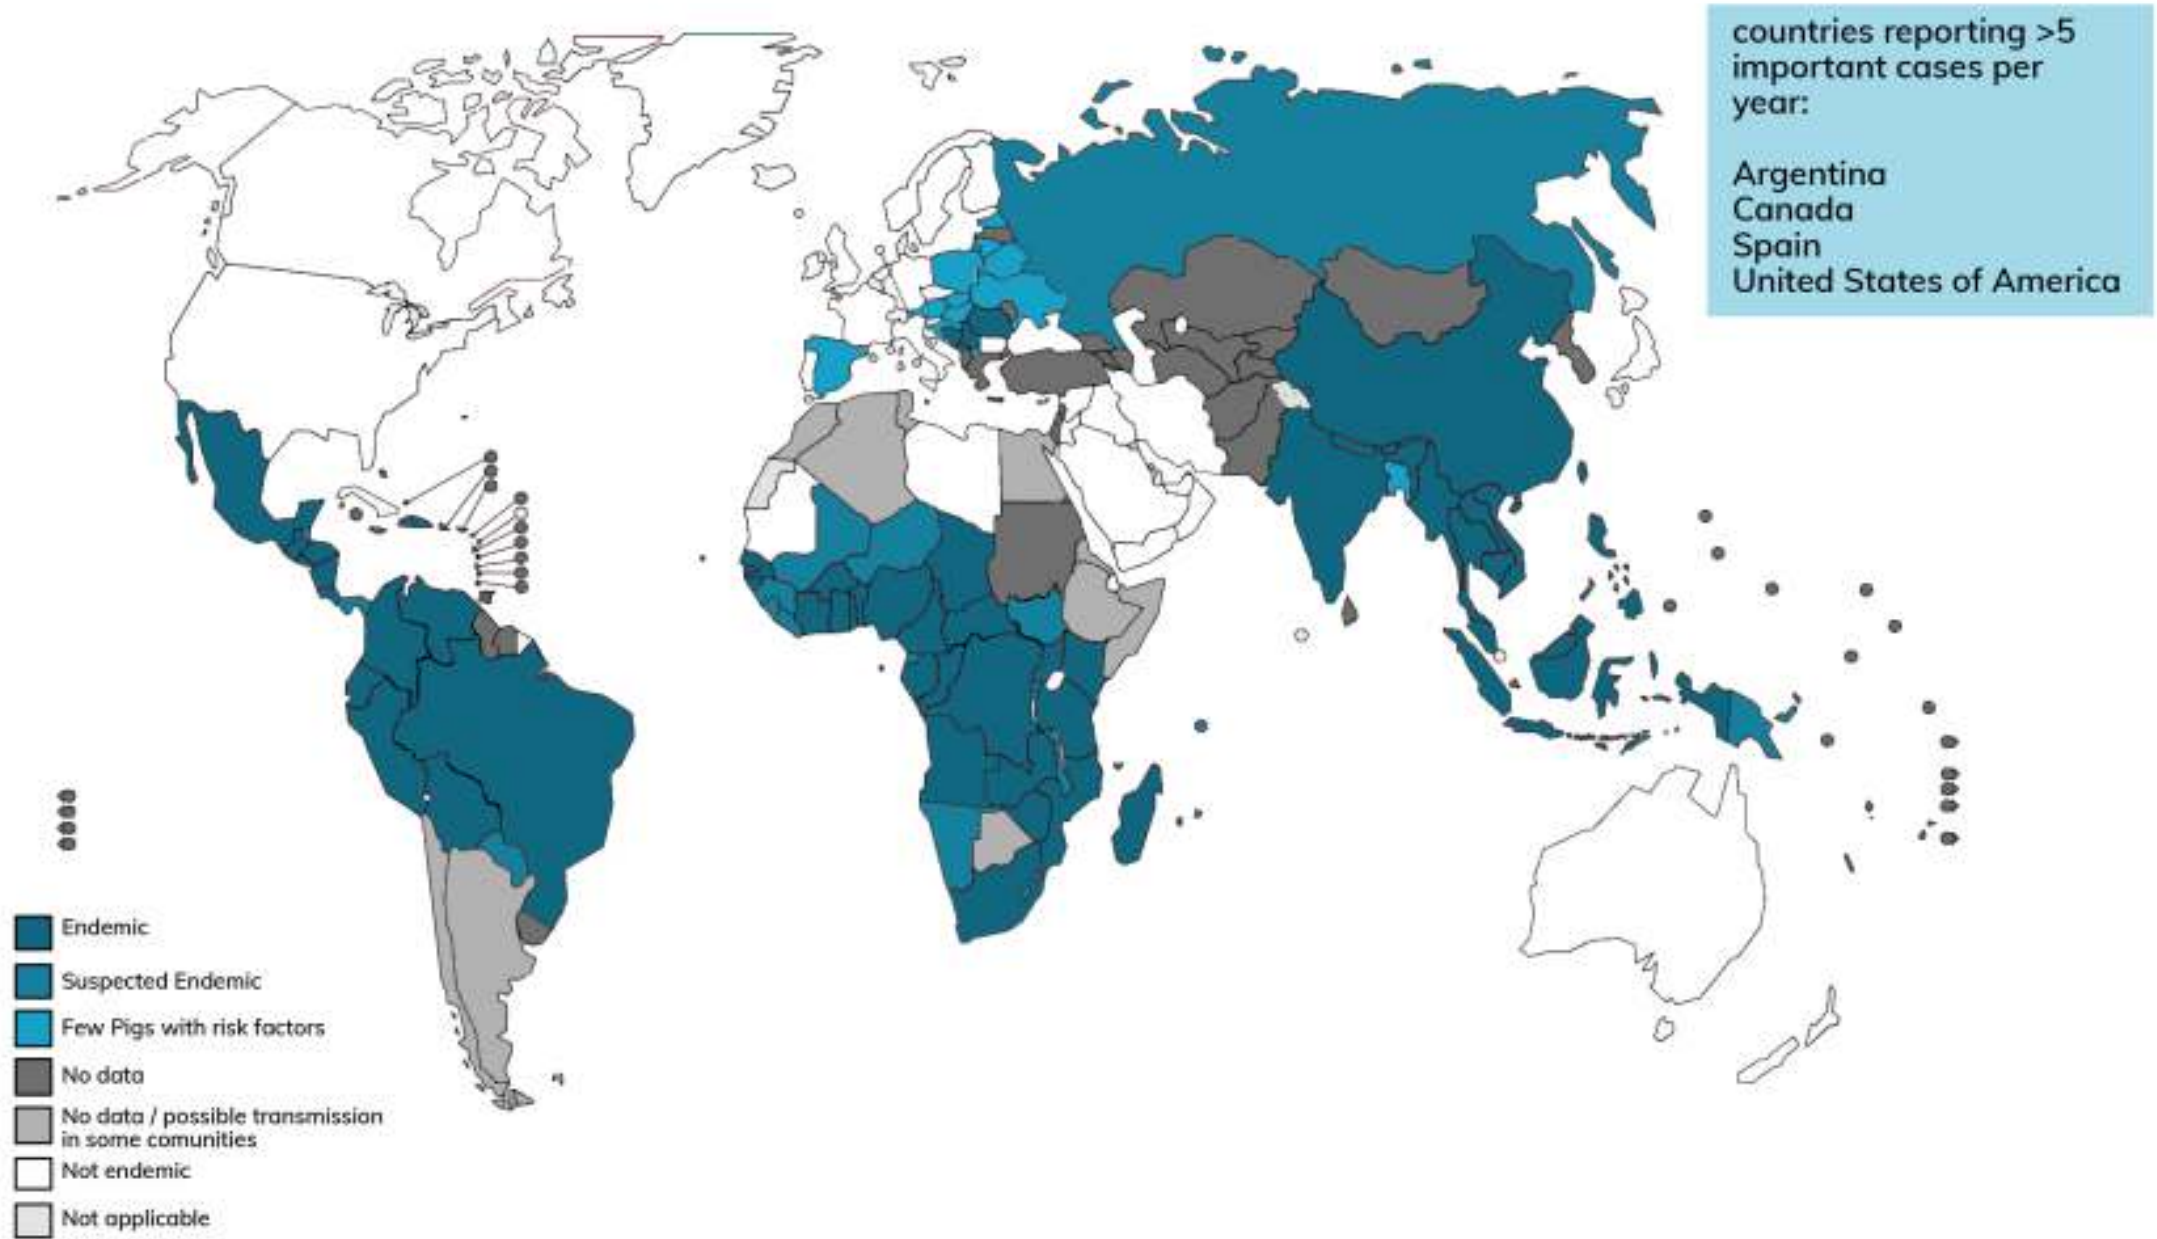 countries reporting >5
important cases per
year:
Argentina
Canada
Spain
United States of America
Endemic
Suspected Endemic
Few Pigs with risk factors
No data
No data / possible transmission
in some comunities
Not endemic
Not applicable